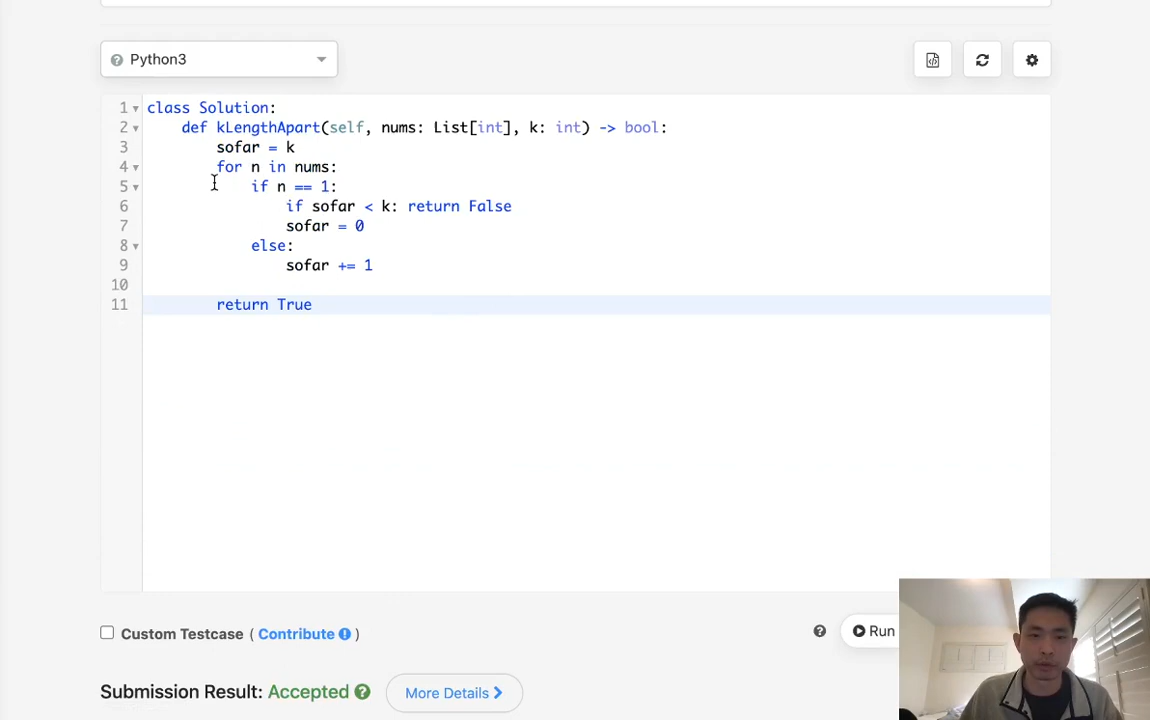 Python3
1 class Solution:
2 def kLengthApart(self, nums: List[int], k: int) -> bool:
3 sofar = k
4 for n in nums:
5 if n == 1:
6 if sofar < k: return False
7 sofar = 0
8 else:
9 sofar += 1
10
11 return True
Custom Testcase ( Contribute )
Run
Submission Result: Accepted
More Details